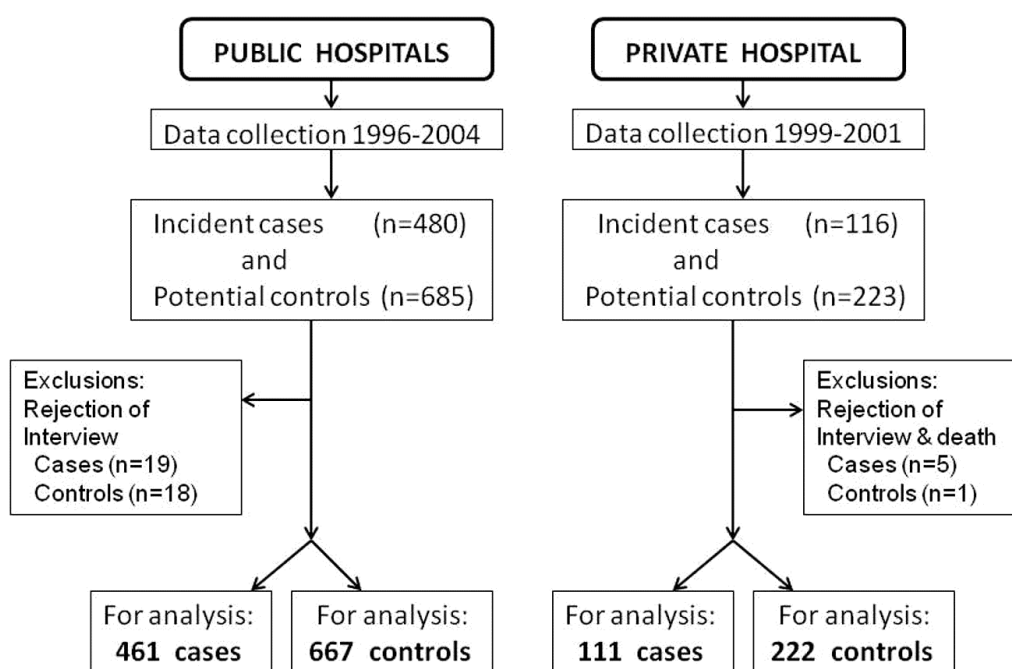 PUBLIC HOSPITALS
Data collection 1996-2004
Incident cases (n=480)
and
Potential controls (n=685)
Exclusions:
Rejection of
Interview
Cases (n=19)
Controls (n=18)
For analysis:
461 cases
For analysis:
667 controls
PRIVATE HOSPITAL
Data collection 1999-2001
Incident cases (n=116)
and
Potential controls (n=223)
Exclusions:
Rejection of
Interview & death
Cases (n=5)
Controls (n=1)
For analysis:
111 cases
For analysis:
222 controls